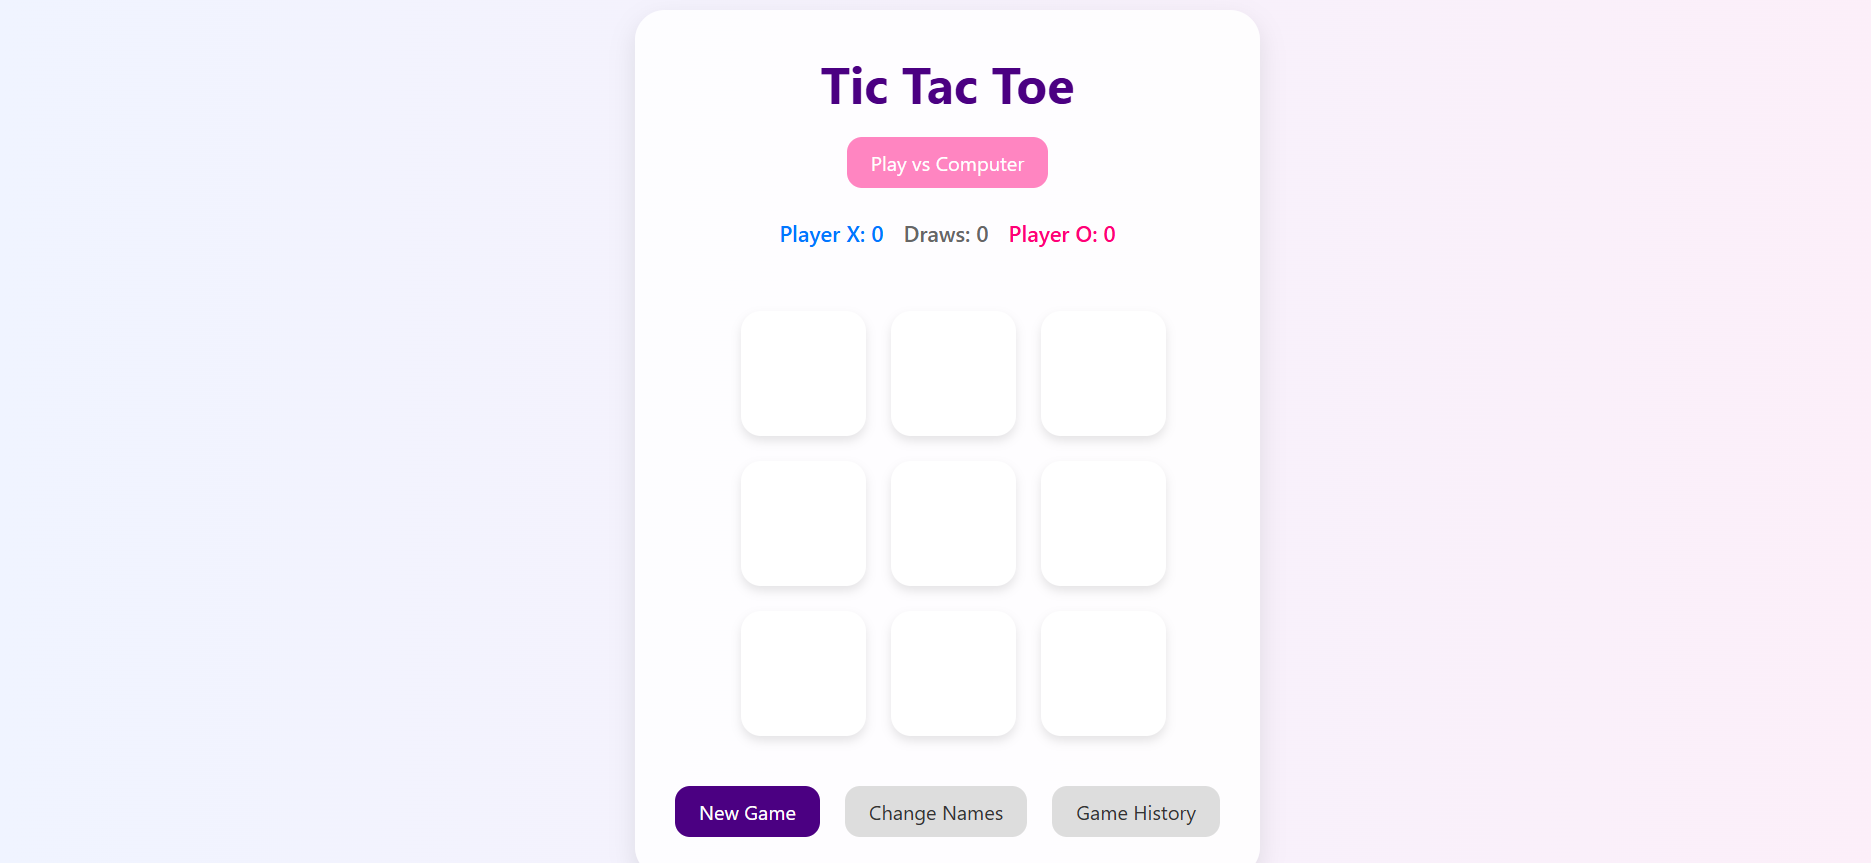 Tic Tac Toe
Play vs Computer
Player X: 0 Draws: 0 Player O: 0
New Game Change Names Game History